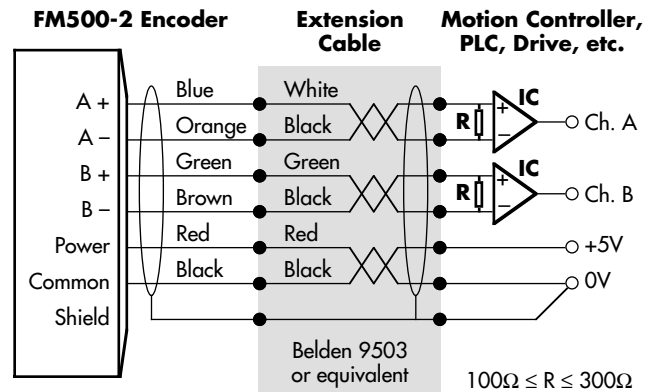 FM500-2 Encoder
Extension
Cable
Motion Controller,
PLC, Drive, etc.
A + Blue White + IC
R Ch. A
A – Orange Black –
B + Green Green + IC
R Ch. B
B – Brown Black –
Power Red Red +5V
Common Black Black 0V
Shield
Belden 9503
or equivalent
100Ω ≤ R ≤ 300Ω